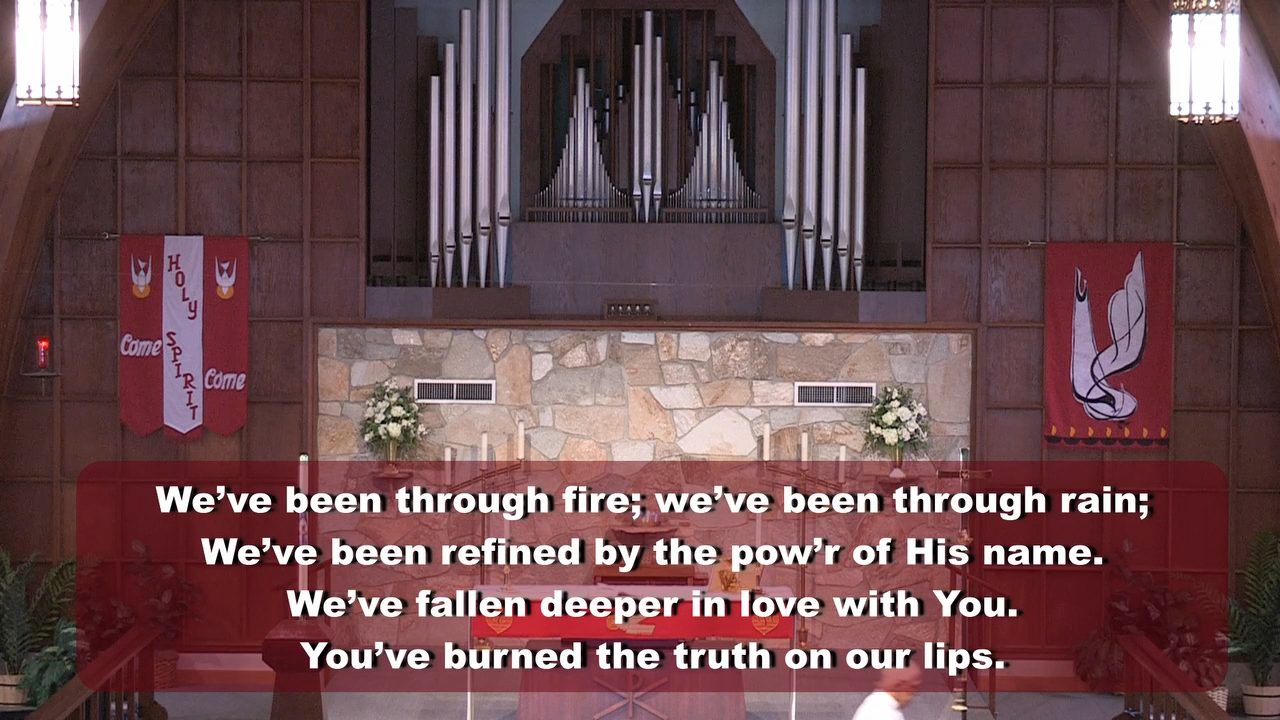 HOLY
SPIRIT
Come
Come
We’ve been through fire; we’ve been through rain;
We’ve been refined by the pow’r of His name.
We’ve fallen deeper in love with You.
You’ve burned the truth on our lips.